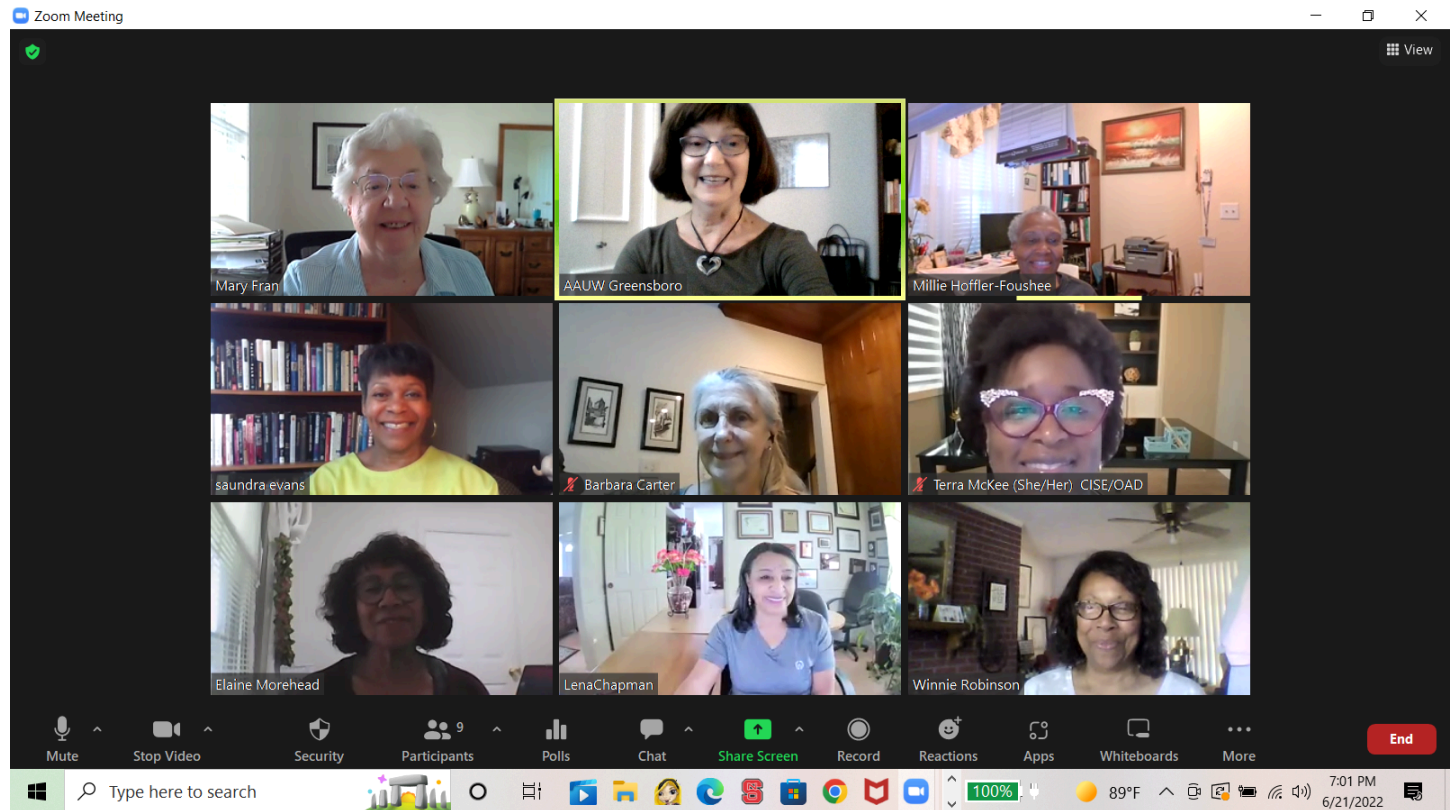 Zoom Meeting
View
Mary Fran
AAUW Greensboro
Millie Hoffler-Foushee
saundra evans
Barbara Carter
Terra McKee (She/Her) CISE/OAD
Elaine Morehead
LenaChapman
Winnie Robinson
9
Mute
Stop Video
Security
Participants
Polls
Chat
Share Screen
Record
Reactions
Apps
Whiteboards
More
End
Type here to search
100%
89°F
7:01 PM
6/21/2022